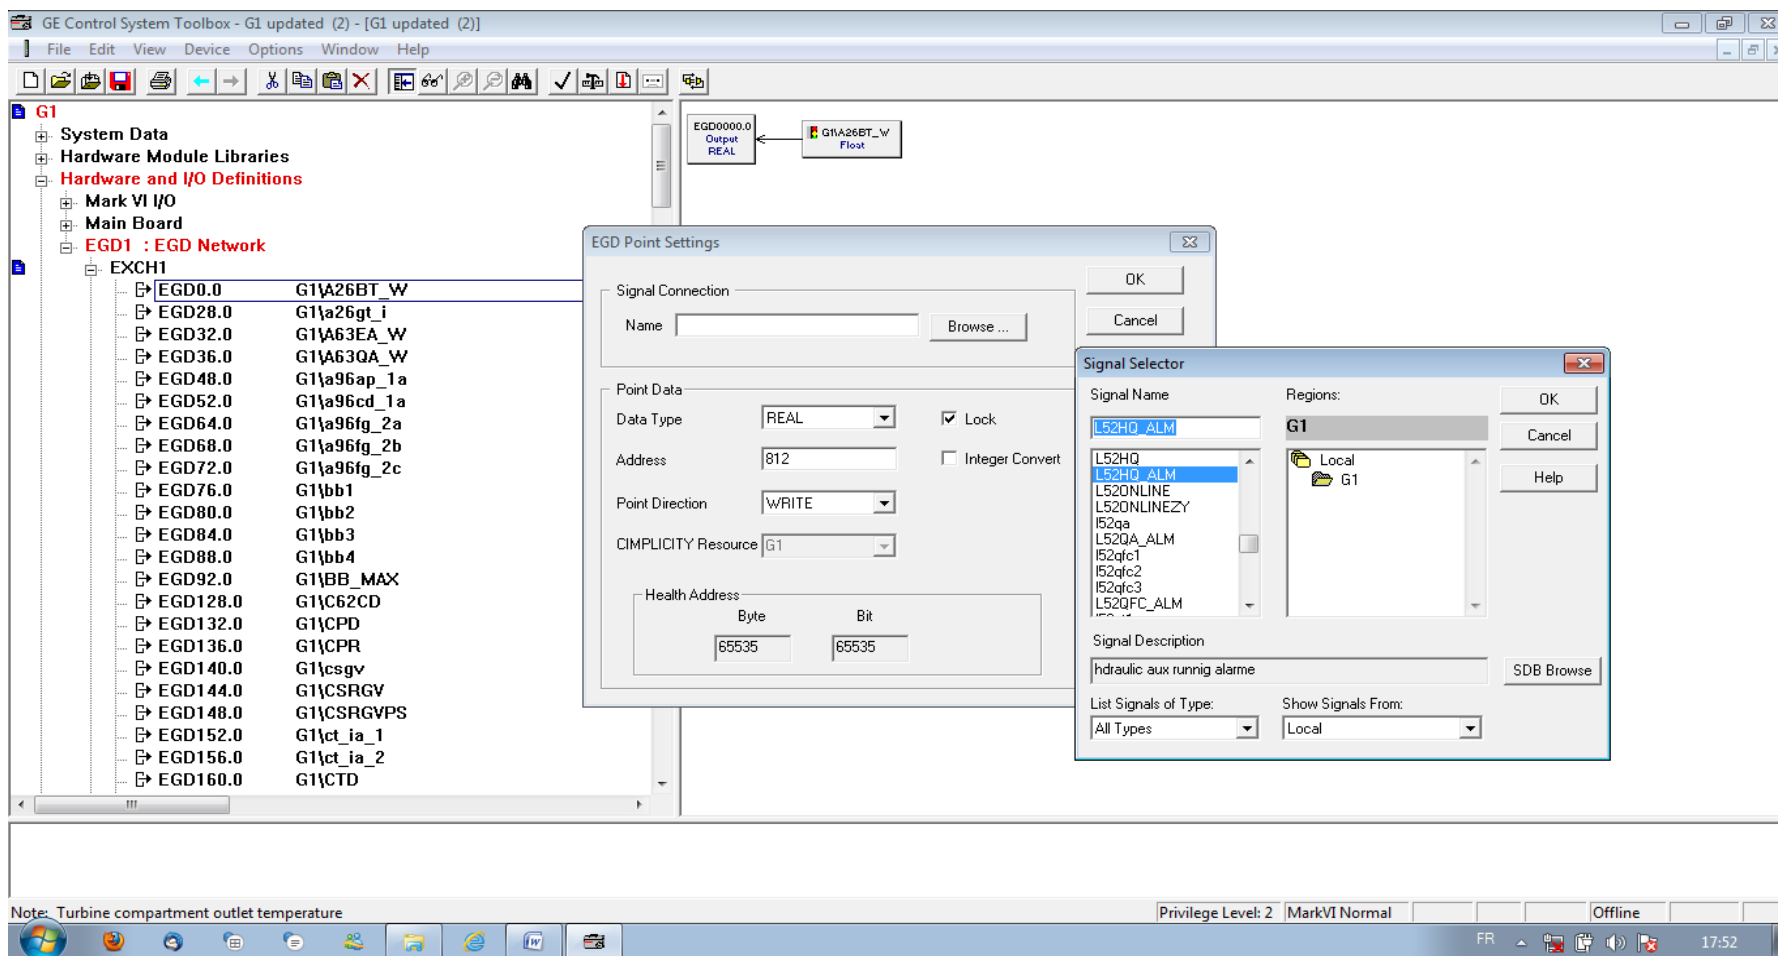 GE Control System Toolbox - G1 updated (2) - [G1 updated (2)]
File Edit View Device Options Window Help
G1
System Data
Hardware Module Libraries
Hardware and I/O Definitions
Mark VI I/O
Main Board
EGD1 : EGD Network
EXCH1
EGD0.0 G1\A26BT_W
EGD28.0 G1\a26gt_i
EGD32.0 G1\A63EA_W
EGD36.0 G1\A63QA_W
EGD48.0 G1\a96ap_1a
EGD52.0 G1\a96cd_1a
EGD64.0 G1\a96fg_2a
EGD68.0 G1\a96fg_2b
EGD72.0 G1\a96fg_2c
EGD76.0 G1\bb1
EGD80.0 G1\bb2
EGD84.0 G1\bb3
EGD88.0 G1\bb4
EGD92.0 G1\BB_MAX
EGD128.0 G1\C62CD
EGD132.0 G1\CPD
EGD136.0 G1\CPR
EGD140.0 G1\csgv
EGD144.0 G1\CSRGV
EGD148.0 G1\CSRGVPS
EGD152.0 G1\ct_ia_1
EGD156.0 G1\ct_ia_2
EGD160.0 G1\CTD
EGD0000.0
Output
REAL
G1\A26BT_W
Float
EGD Point Settings
OK
Cancel
Signal Connection
Name
Browse ...
Point Data
Data Type REAL
Lock
Address 812
Integer Convert
Point Direction WRITE
CIMPLICITY Resource G1
Health Address
Byte Bit
65535 65535
Signal Selector
Signal Name
Regions:
OK
L52HQ_ALM
G1
Cancel
Help
L52HQ
L52HQ_ALM
L52ONLINE
L52ONLINEZY
l52qa
L52QA_ALM
l52qfc1
l52qfc2
l52qfc3
L52QFC_ALM
Local
G1
Signal Description
hdraulic aux runnig alarme
SDB Browse
List Signals of Type:
Show Signals From:
All Types
Local
Note: Turbine compartment outlet temperature
Privilege Level: 2 MarkVI Normal Offline
FR 17:52